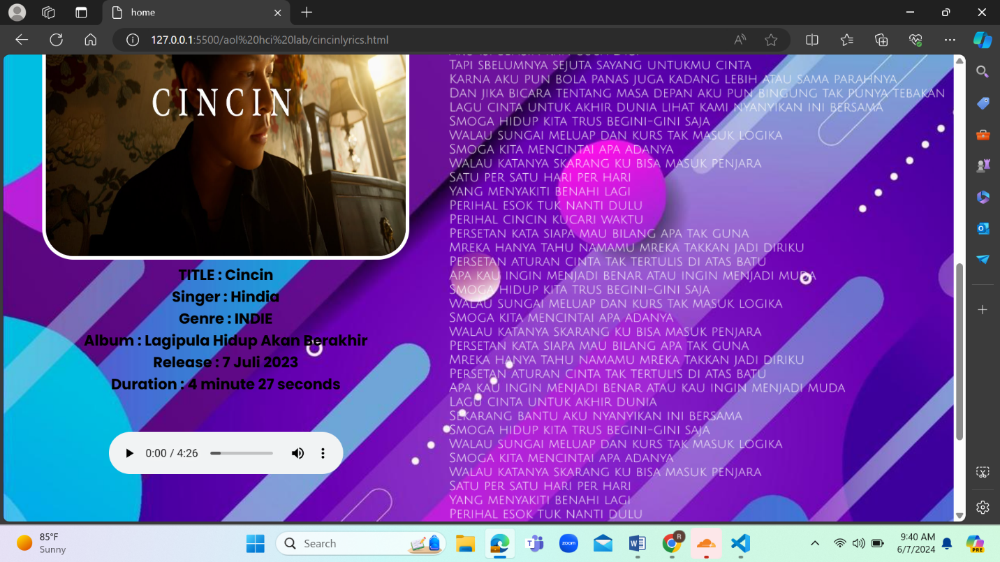 home
127.0.0.1:5500/aol%20hci%20lab/cincinlyrics.html
CINCIN
TITLE : Cincin
Singer : Hindia
Genre : INDIE
Album : Lagipula Hidup Akan Berakhir
Release : 7 Juli 2023
Duration : 4 minute 27 seconds
0:00 / 4:26
TAPI SBELUMNYA SEJUTA SAYANG UNTUKMU CINTA
KARNA AKU PUN BOLA PANAS JUGA KADANG LEBIH ATAU SAMA PARAHNYA
DAN JIKA BICARA TENTANG MASA DEPAN AKU PUN BINGUNG TAK PUNYA TEBAKAN
LAGU CINTA UNTUK AKHIR DUNIA LIHAT KAMI NYANYIKAN INI BERSAMA
SMOGA HIDUP KITA TRUS BEGINI-GINI SAJA
WALAU SUNGAI MELUAP DAN KURS TAK MASUK LOGIKA
SMOGA KITA MENCINTAI APA ADANYA
WALAU KATANYA SKARANG KU BISA MASUK PENJARA
SATU PER SATU HARI PER HARI
YANG MENYAKITI BENAHI LAGI
PERIHAL ESOK TUK NANTI DULU
PERIHAL CINCIN KUCARI WAKTU
PERSETAN KATA SIAPA MAU BILANG APA TAK GUNA
MREKA HANYA TAHU NAMAMU MREKA TAKKAN JADI DIRIKU
PERSETAN ATURAN CINTA TAK TERTULIS DI ATAS BATU
APA KAU INGIN MENJADI BENAR ATAU INGIN MENJADI MUDA
SMOGA HIDUP KITA TRUS BEGINI-GINI SAJA
WALAU SUNGAI MELUAP DAN KURS TAK MASUK LOGIKA
SMOGA KITA MENCINTAI APA ADANYA
WALAU KATANYA SKARANG KU BISA MASUK PENJARA
PERSETAN KATA SIAPA MAU BILANG APA TAK GUNA
MREKA HANYA TAHU NAMAMU MREKA TAKKAN JADI DIRIKU
PERSETAN ATURAN CINTA TAK TERTULIS DI ATAS BATU
APA KAU INGIN MENJADI BENAR ATAU KAU INGIN MENJADI MUDA
LAGU CINTA UNTUK AKHIR DUNIA
SEKARANG BANTU AKU NYANYIKAN INI BERSAMA
SMOGA HIDUP KITA TRUS BEGINI-GINI SAJA
WALAU SUNGAI MELUAP DAN KURS TAK MASUK LOGIKA
SMOGA KITA MENCINTAI APA ADANYA
WALAU KATANYA SKARANG KU BISA MASUK PENJARA
SATU PER SATU HARI PER HARI
YANG MENYAKITI BENAHI LAGI
PERIHAL ESOK TUK NANTI DULU
85°F
Sunny
Search
zoom
R
9:40 AM
6/7/2024
PRE